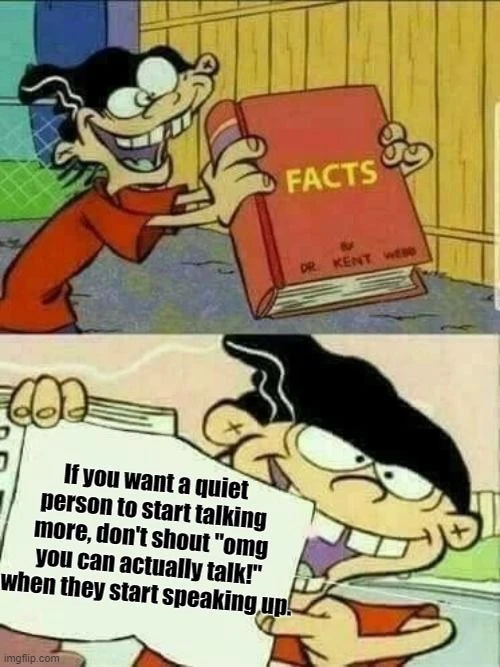 FACTS
BY
DR. KENT WEBB
If you want a quiet
person to start talking
more, don't shout "omg
you can actually talk!"
when they start speaking up.
imgflip.com